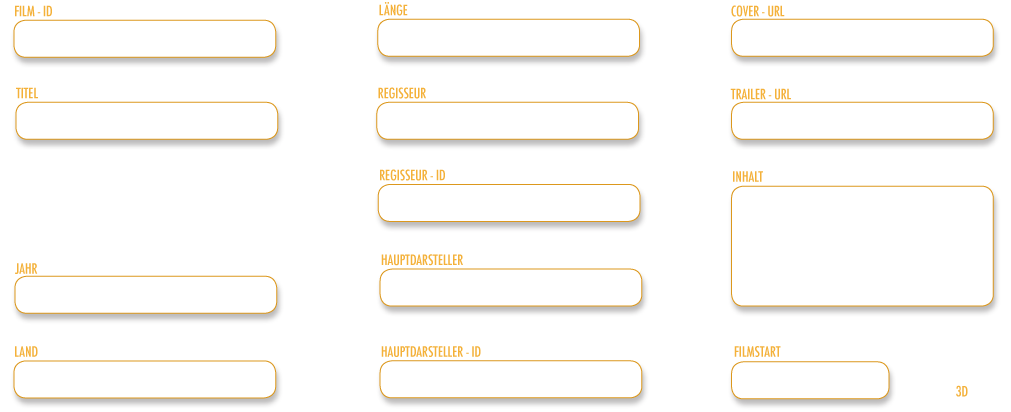 FILM - ID
TITEL
JAHR
LAND
LÄNGE
REGISSEUR
REGISSEUR - ID
HAUPTDARSTELLER
HAUPTDARSTELLER - ID
COVER - URL
TRAILER - URL
INHALT
FILMSTART
3D